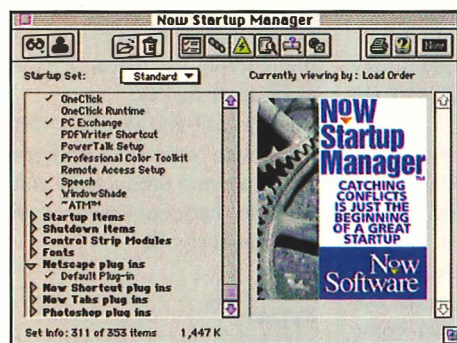 Now Startup Manager
Now
Startup Set: Standard
Currently viewing by: Load Order
✓ OneClick
OneClick Runtime
✓ PC Exchange
PDFWriter Shortcut
PowerTalk Setup
✓ Professional Color Toolkit
Remote Access Setup
✓ Speech
✓ WindowShade
✓ ~ATM™
Startup Items
Shutdown Items
Control Strip Modules
Fonts
Netscape plug ins
✓ Default Plug-in
Now Shortcut plug ins
Now Tabs plug ins
Photoshop plug ins
NOW
Startup
Manager™
CATCHING
CONFLICTS
IS JUST THE
BEGINNING
OF A GREAT
STARTUP
Now
Software
Set Info: 311 of 353 items 1,447 K